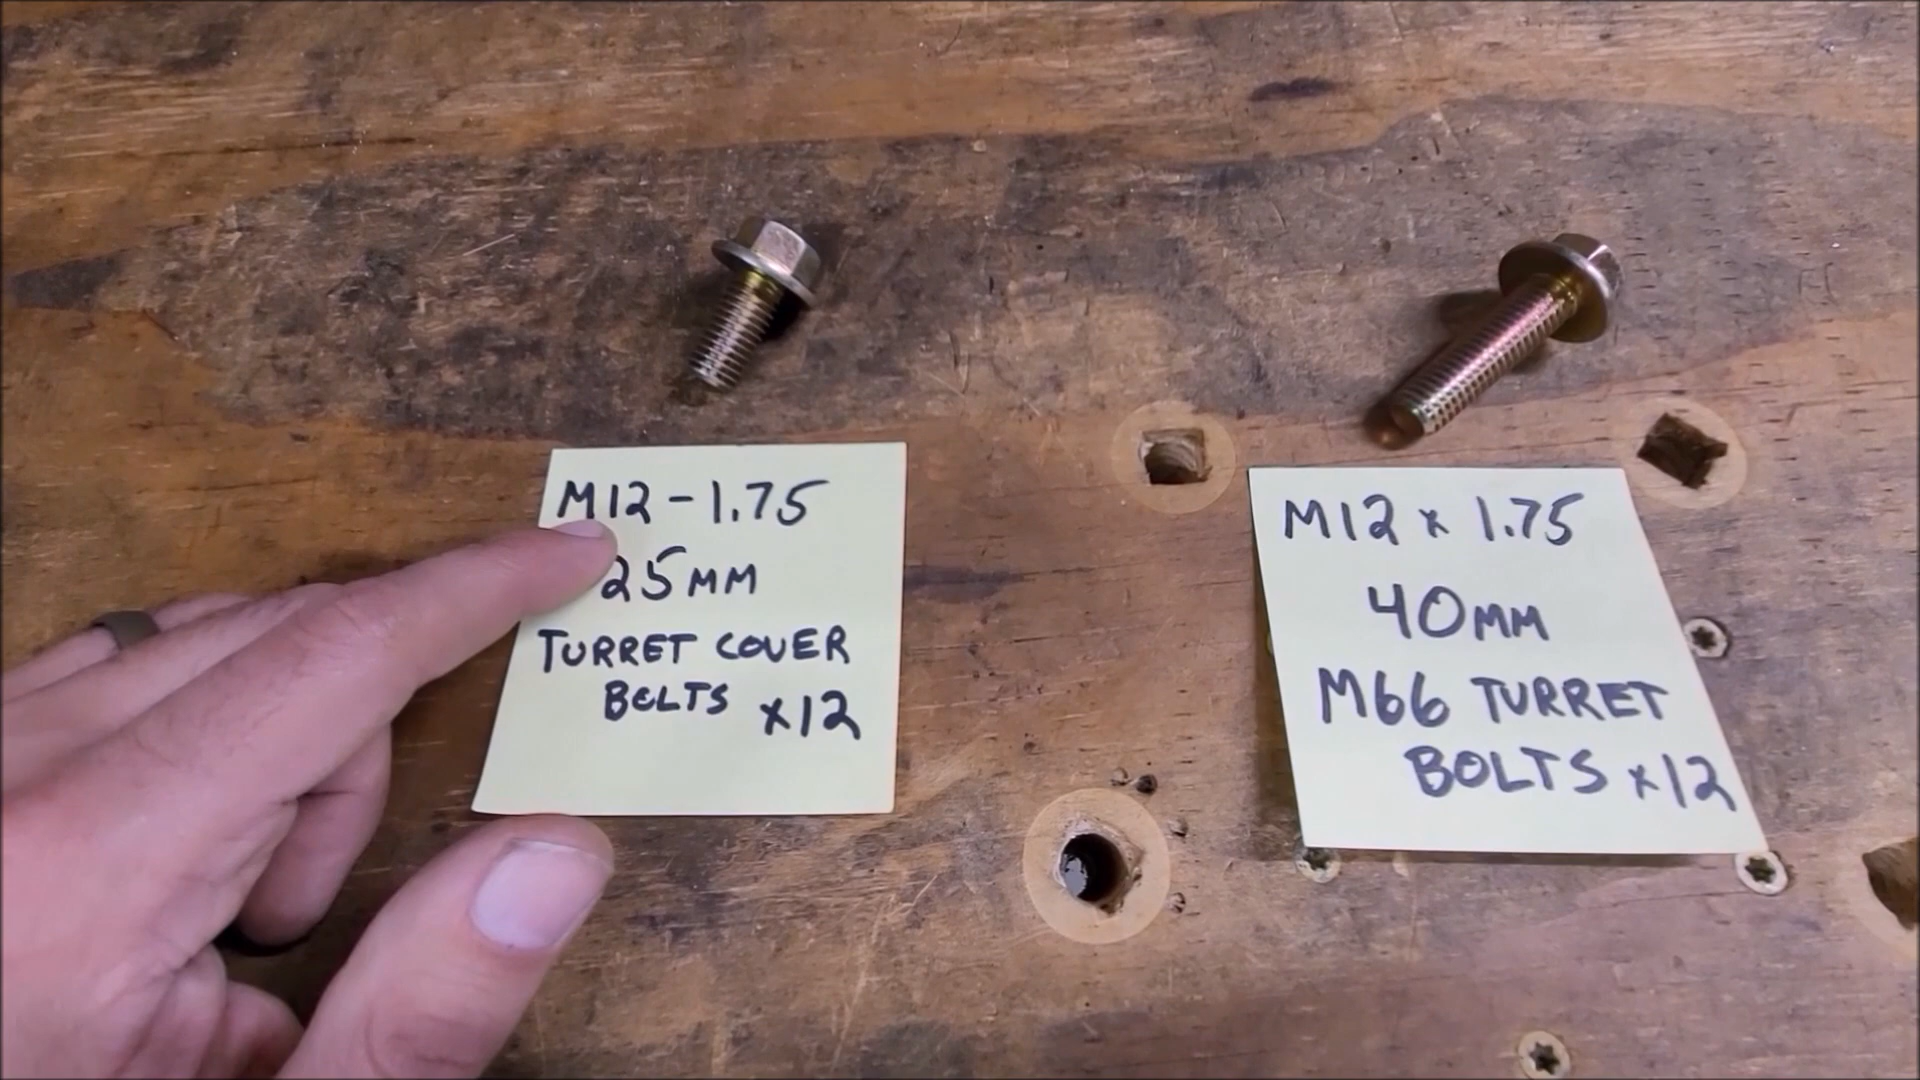 M12-1.75
25MM
TURRET COVER
BOLTS x12
M12 x 1.75
40MM
M66 TURRET
BOLTS x12